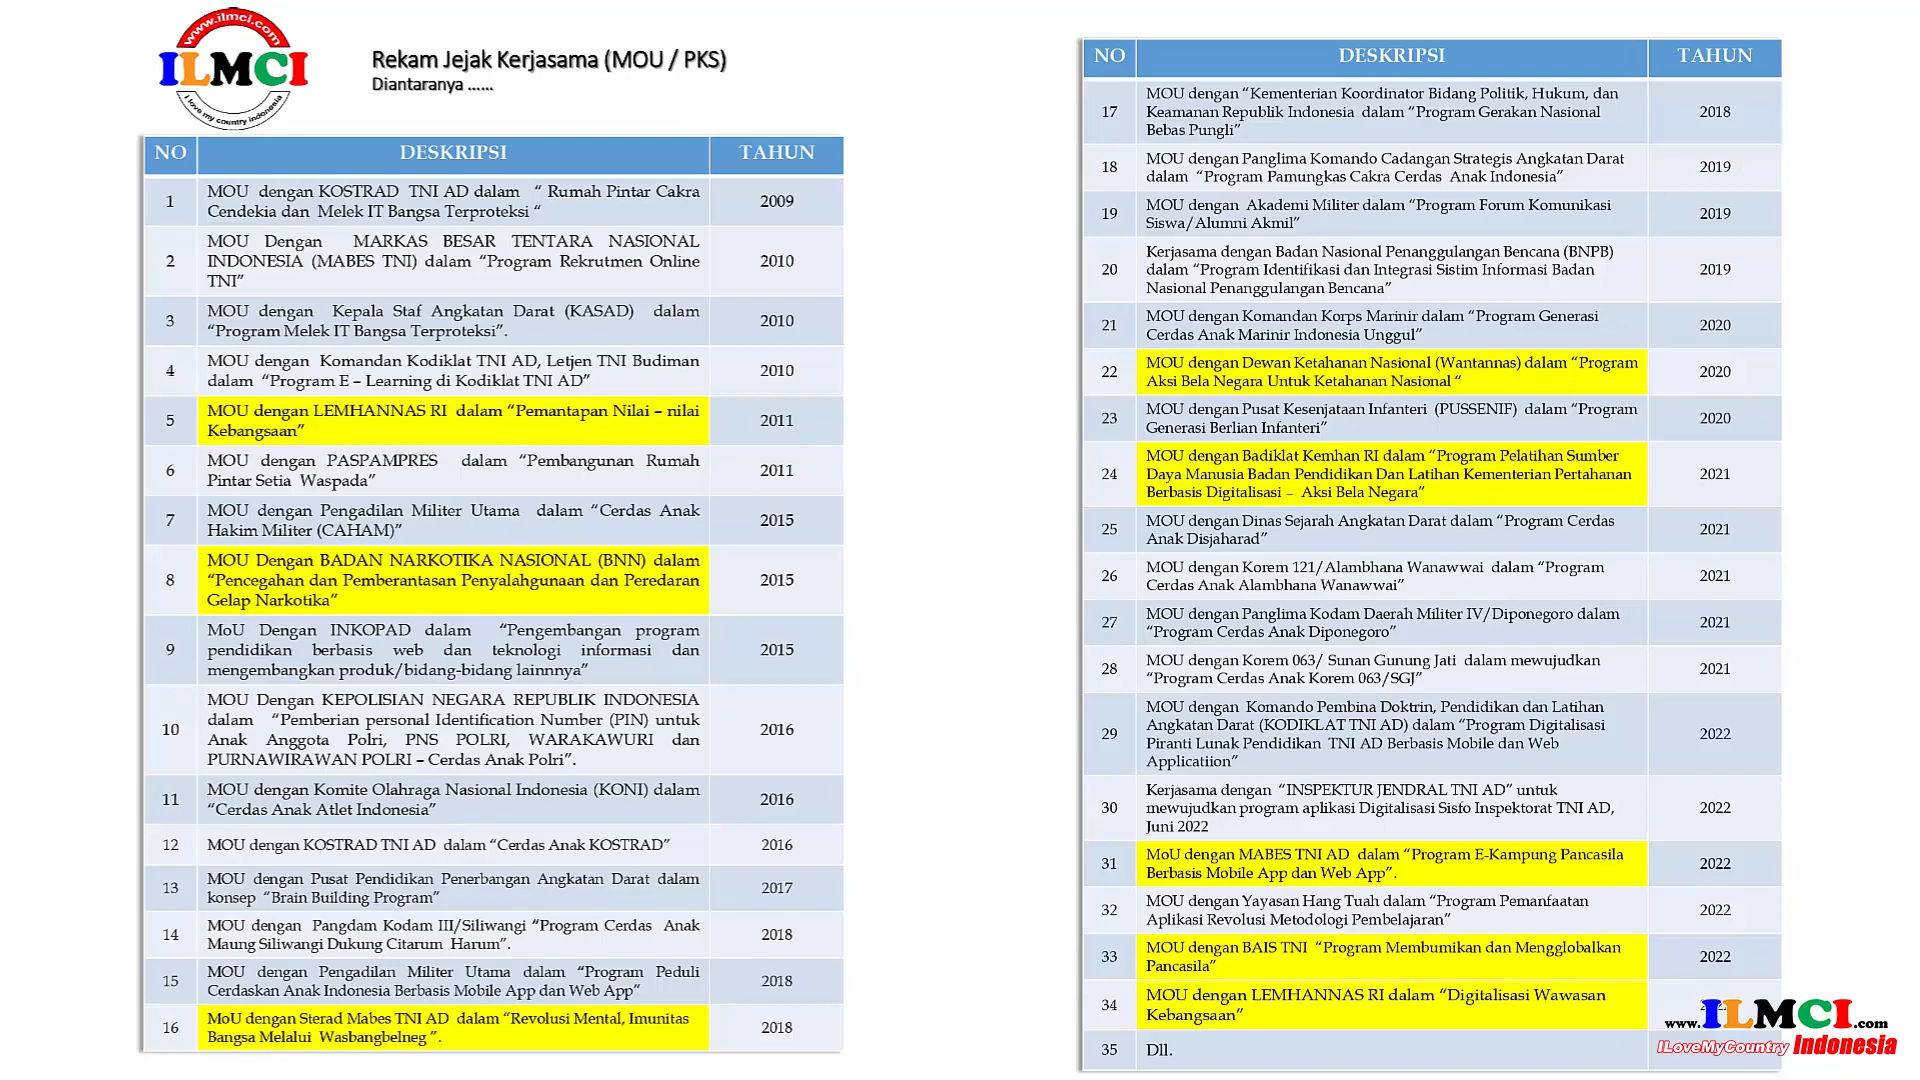 www.ilmci.com
ILMCI
i love my country indonesia
Rekam Jejak Kerjasama (MOU / PKS)
Diantaranya ......
NO DESKRIPSI TAHUN
1 MOU dengan KOSTRAD TNI AD dalam “ Rumah Pintar Cakra
Cendekia dan Melek IT Bangsa Terproteksi “ 2009
2 MOU Dengan MARKAS BESAR TENTARA NASIONAL
INDONESIA (MABES TNI) dalam “Program Rekrutmen Online
TNI” 2010
3 MOU dengan Kepala Staf Angkatan Darat (KASAD) dalam
“Program Melek IT Bangsa Terproteksi”. 2010
4 MOU dengan Komandan Kodiklat TNI AD, Letjen TNI Budiman
dalam “Program E – Learning di Kodiklat TNI AD” 2010
5 MOU dengan LEMHANNAS RI dalam “Pemantapan Nilai – nilai
Kebangsaan” 2011
6 MOU dengan PASPAMPRES dalam “Pembangunan Rumah
Pintar Setia Waspada” 2011
7 MOU dengan Pengadilan Militer Utama dalam “Cerdas Anak
Hakim Militer (CAHAM)” 2015
8 MOU Dengan BADAN NARKOTIKA NASIONAL (BNN) dalam
“Pencegahan dan Pemberantasan Penyalahgunaan dan Peredaran
Gelap Narkotika” 2015
9 MoU Dengan INKOPAD dalam “Pengembangan program
pendidikan berbasis web dan teknologi informasi dan
mengembangkan produk/bidang-bidang lainnnya” 2015
10 MOU Dengan KEPOLISIAN NEGARA REPUBLIK INDONESIA
dalam “Pemberian personal Identification Number (PIN) untuk
Anak Anggota Polri, PNS POLRI, WARAKAWURI dan
PURNAWIRAWAN POLRI – Cerdas Anak Polri”. 2016
11 MOU dengan Komite Olahraga Nasional Indonesia (KONI) dalam
“Cerdas Anak Atlet Indonesia” 2016
12 MOU dengan KOSTRAD TNI AD dalam “Cerdas Anak KOSTRAD” 2016
13 MOU dengan Pusat Pendidikan Penerbangan Angkatan Darat dalam
konsep “Brain Building Program” 2017
14 MOU dengan Pangdam Kodam III/Siliwangi “Program Cerdas Anak
Maung Siliwangi Dukung Citarum Harum”. 2018
15 MOU dengan Pengadilan Militer Utama dalam “Program Peduli
Cerdaskan Anak Indonesia Berbasis Mobile App dan Web App” 2018
16 MoU dengan Sterad Mabes TNI AD dalam “Revolusi Mental, Imunitas
Bangsa Melalui Wasbangbelneg ”. 2018
NO DESKRIPSI TAHUN
17 MOU dengan “Kementerian Koordinator Bidang Politik, Hukum, dan
Keamanan Republik Indonesia dalam “Program Gerakan Nasional
Bebas Pungli” 2018
18 MOU dengan Panglima Komando Cadangan Strategis Angkatan Darat
dalam “Program Pamungkas Cakra Cerdas Anak Indonesia” 2019
19 MOU dengan Akademi Militer dalam “Program Forum Komunikasi
Siswa/Alumni Akmil” 2019
20 Kerjasama dengan Badan Nasional Penanggulangan Bencana (BNPB)
dalam “Program Identifikasi dan Integrasi Sistim Informasi Badan
Nasional Penanggulangan Bencana” 2019
21 MOU dengan Komandan Korps Marinir dalam “Program Generasi
Cerdas Anak Marinir Indonesia Unggul” 2020
22 MOU dengan Dewan Ketahanan Nasional (Wantannas) dalam “Program
Aksi Bela Negara Untuk Ketahanan Nasional “ 2020
23 MOU dengan Pusat Kesenjataan Infanteri (PUSSENIF) dalam “Program
Generasi Berlian Infanteri” 2020
24 MOU dengan Badiklat Kemhan RI dalam “Program Pelatihan Sumber
Daya Manusia Badan Pendidikan Dan Latihan Kementerian Pertahanan
Berbasis Digitalisasi – Aksi Bela Negara” 2021
25 MOU dengan Dinas Sejarah Angkatan Darat dalam “Program Cerdas
Anak Disjaharad” 2021
26 MOU dengan Korem 121/Alambhana Wanawwai dalam “Program
Cerdas Anak Alambhana Wanawwai” 2021
27 MOU dengan Panglima Kodam Daerah Militer IV/Diponegoro dalam
“Program Cerdas Anak Diponegoro” 2021
28 MOU dengan Korem 063/ Sunan Gunung Jati dalam mewujudkan
“Program Cerdas Anak Korem 063/SGJ” 2021
29 MOU dengan Komando Pembina Doktrin, Pendidikan dan Latihan
Angkatan Darat (KODIKLAT TNI AD) dalam “Program Digitalisasi
Piranti Lunak Pendidikan TNI AD Berbasis Mobile dan Web
Applicatiion” 2022
30 Kerjasama dengan “INSPEKTUR JENDRAL TNI AD” untuk
mewujudkan program aplikasi Digitalisasi Sisfo Inspektorat TNI AD,
Juni 2022 2022
31 MoU dengan MABES TNI AD dalam “Program E-Kampung Pancasila
Berbasis Mobile App dan Web App”. 2022
32 MOU dengan Yayasan Hang Tuah dalam “Program Pemanfaatan
Aplikasi Revolusi Metodologi Pembelajaran” 2022
33 MOU dengan BAIS TNI “Program Membumikan dan Mengglobalkan
Pancasila” 2022
34 MOU dengan LEMHANNAS RI dalam “Digitalisasi Wawasan
Kebangsaan”
35 Dll.
www.ILMCI.com
ILoveMyCountry Indonesia